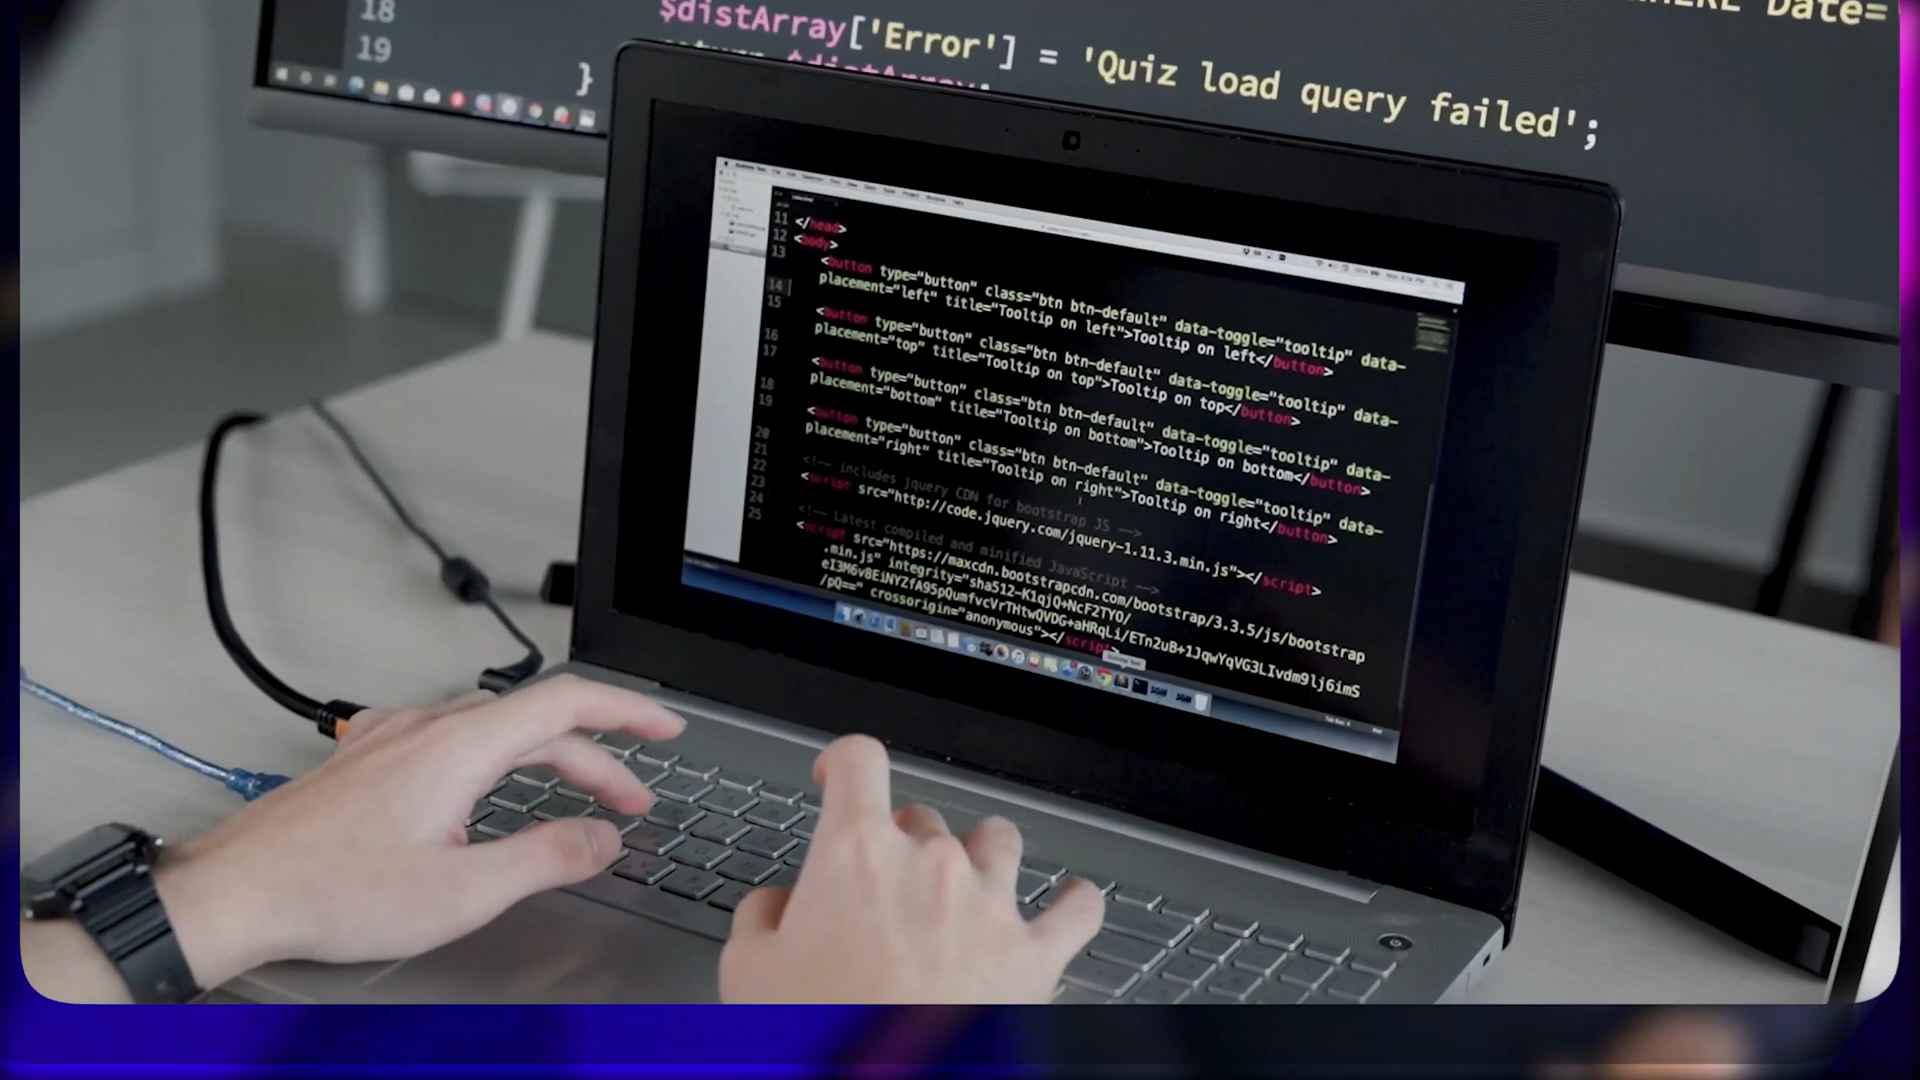 18
19
$distArray['Error'] = 'Quiz load query failed';
}
Date=
11 </head>
12 <body>
13
<button type="button" class="btn btn-default" data-toggle="tooltip" data-
14 placement="left" title="Tooltip on left">Tooltip on left</button>
15
<button type="button" class="btn btn-default" data-toggle="tooltip" data-
16 placement="top" title="Tooltip on top">Tooltip on top</button>
17
<button type="button" class="btn btn-default" data-toggle="tooltip" data-
18 placement="bottom" title="Tooltip on bottom">Tooltip on bottom</button>
19
<button type="button" class="btn btn-default" data-toggle="tooltip" data-
20 placement="right" title="Tooltip on right">Tooltip on right</button>
21
22 <!-- includes jquery CDN for bootstrap JS -->
23 <script src="http://code.jquery.com/jquery-1.11.3.min.js"></script>
24
25 <!-- Latest compiled and minified JavaScript -->
<script src="https://maxcdn.bootstrapcdn.com/bootstrap/3.3.5/js/bootstrap
.min.js" integrity="sha512-K1qjQ+NcF2TYO/
eI3M6v8EiNYZfA95pQumfvcVrTHtwQVDG+aHRqLi/ETn2uB+1JqwYqVG3LIvdm9lj6imS
/pQ==" crossorigin="anonymous"></script>